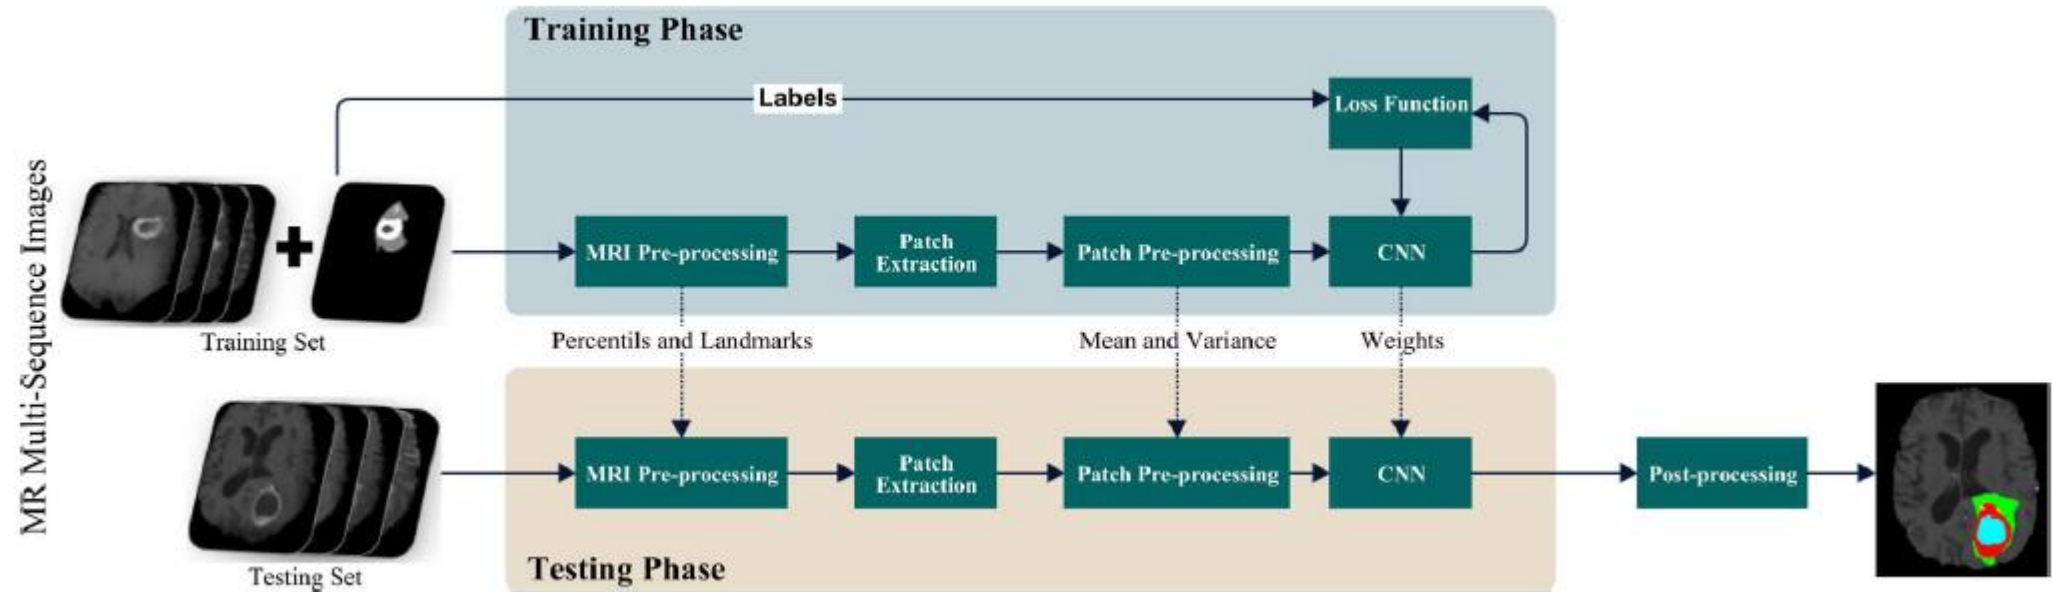 MR Multi-Sequence Images
Training Phase
Labels
Loss Function
MRI Pre-processing
Patch
Extraction
Patch Pre-processing
CNN
Training Set
Percentils and Landmarks
Mean and Variance
Weights
MRI Pre-processing
Patch
Extraction
Patch Pre-processing
CNN
Post-processing
Testing Set
Testing Phase